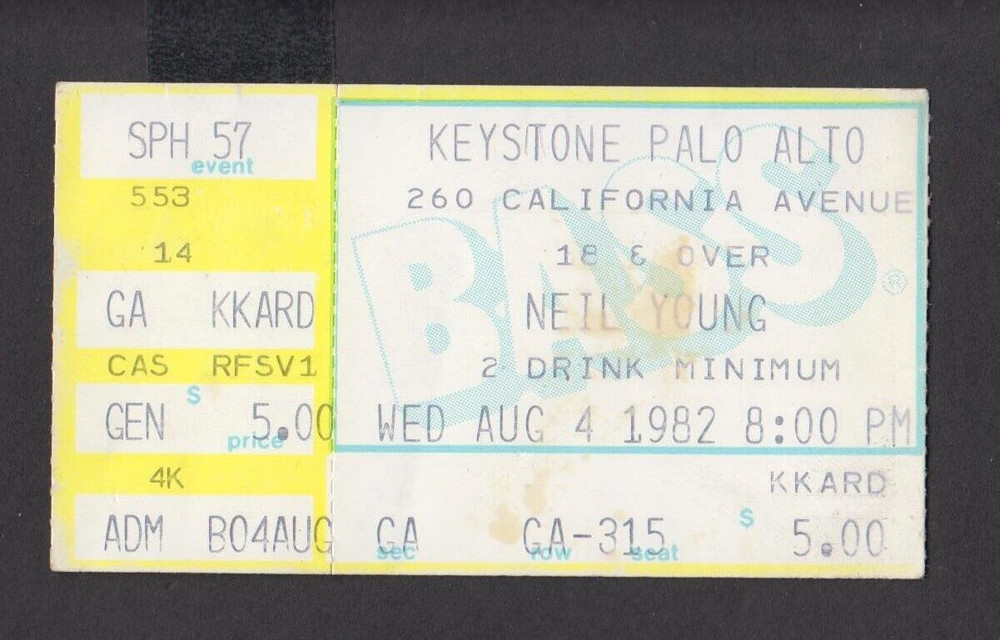 SPH 57
event
553
14
GA KKARD
CAS RFSV1
$
GEN 5.00
price
4K
ADM B04AUG
BASS ®
KEYSTONE PALO ALTO
260 CALIFORNIA AVENUE
18 & OVER
NEIL YOUNG
2 DRINK MINIMUM
WED AUG 4 1982 8:00 PM
KKARD
$
GA GA-315 5.00
sec row seat